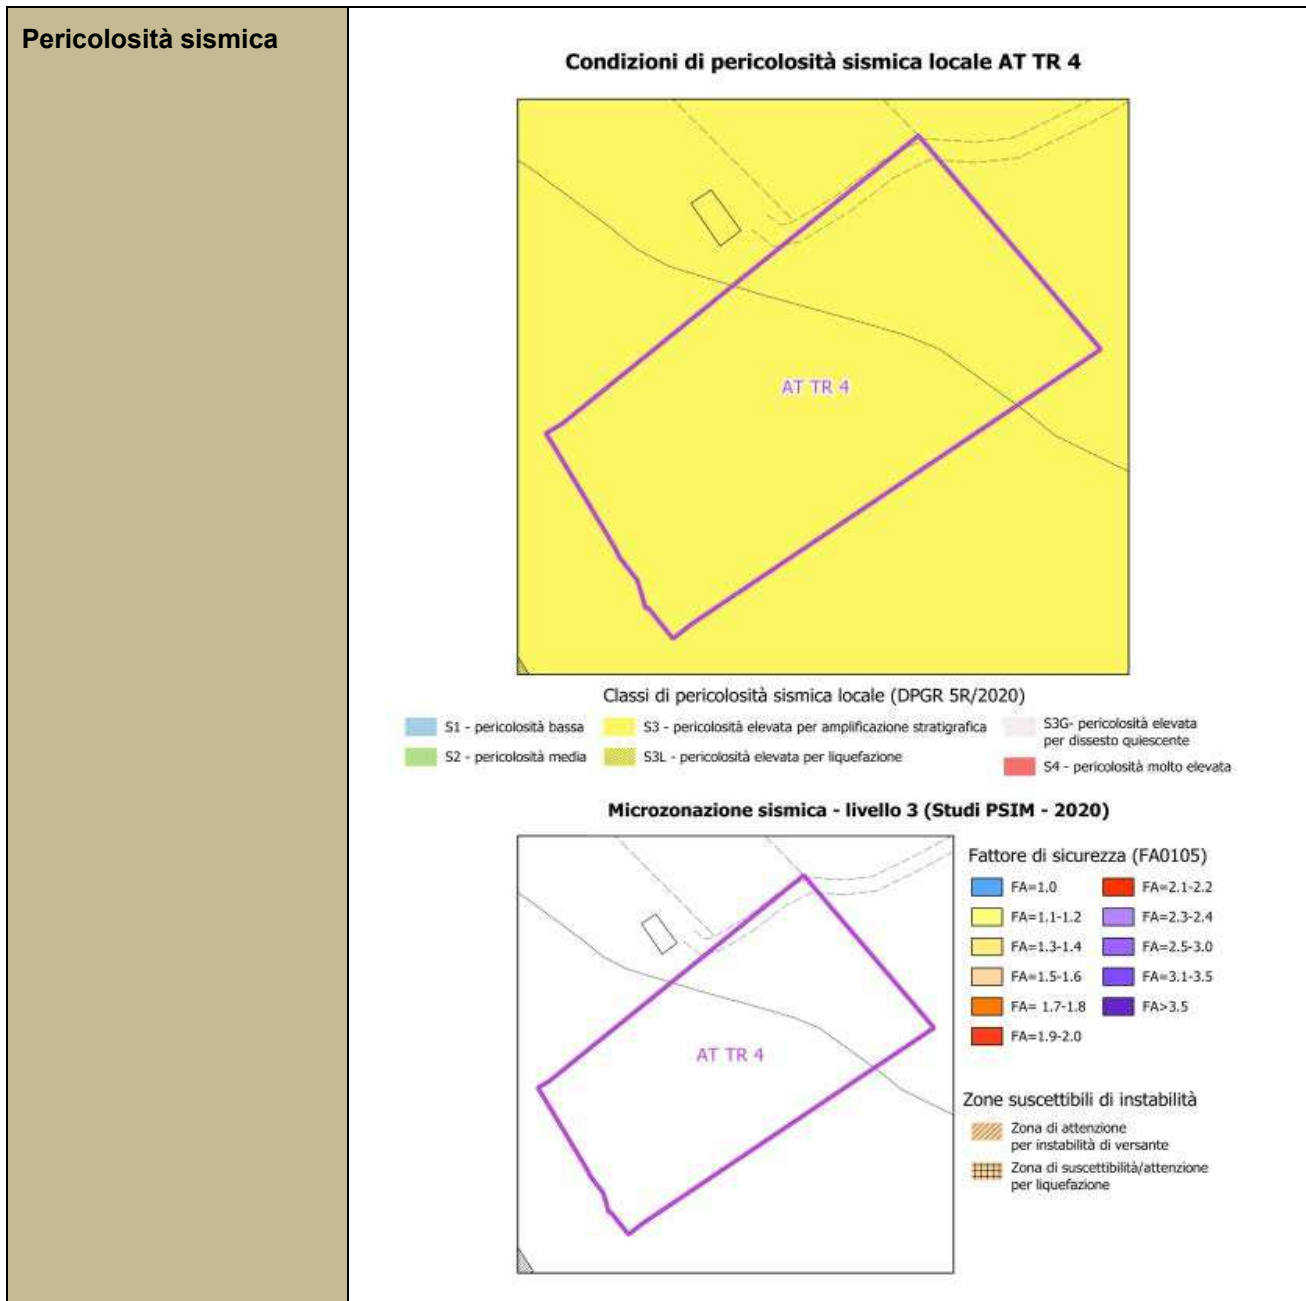 Pericolosità sismica
Condizioni di pericolosità sismica locale AT TR 4
AT TR 4
Classi di pericolosità sismica locale (DPGR 5R/2020)
S1 - pericolosità bassa
S2 - pericolosità media
S3 - pericolosità elevata per amplificazione stratigrafica
S3L - pericolosità elevata per liquefazione
S3G- pericolosità elevata
per dissesto quiescente
S4 - pericolosità molto elevata
Microzonazione sismica - livello 3 (Studi PSIM - 2020)
AT TR 4
Fattore di sicurezza (FA0105)
FA=1.0
FA=1.1-1.2
FA=1.3-1.4
FA=1.5-1.6
FA= 1.7-1.8
FA=1.9-2.0
FA=2.1-2.2
FA=2.3-2.4
FA=2.5-3.0
FA=3.1-3.5
FA>3.5
Zone suscettibili di instabilità
Zona di attenzione
per instabilità di versante
Zona di suscettibilità/attenzione
per liquefazione